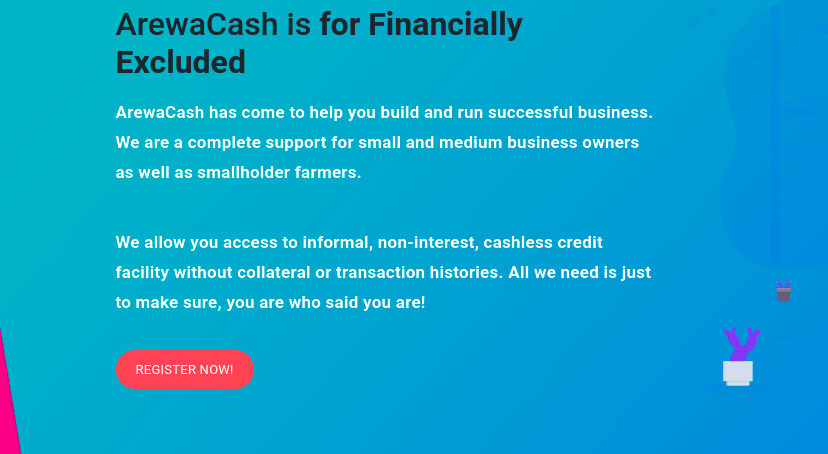 ArewaCash is for Financially
Excluded
ArewaCash has come to help you build and run successful business.
We are a complete support for small and medium business owners
as well as smallholder farmers.
We allow you access to informal, non-interest, cashless credit
facility without collateral or transaction histories. All we need is just
to make sure, you are who said you are!
REGISTER NOW!